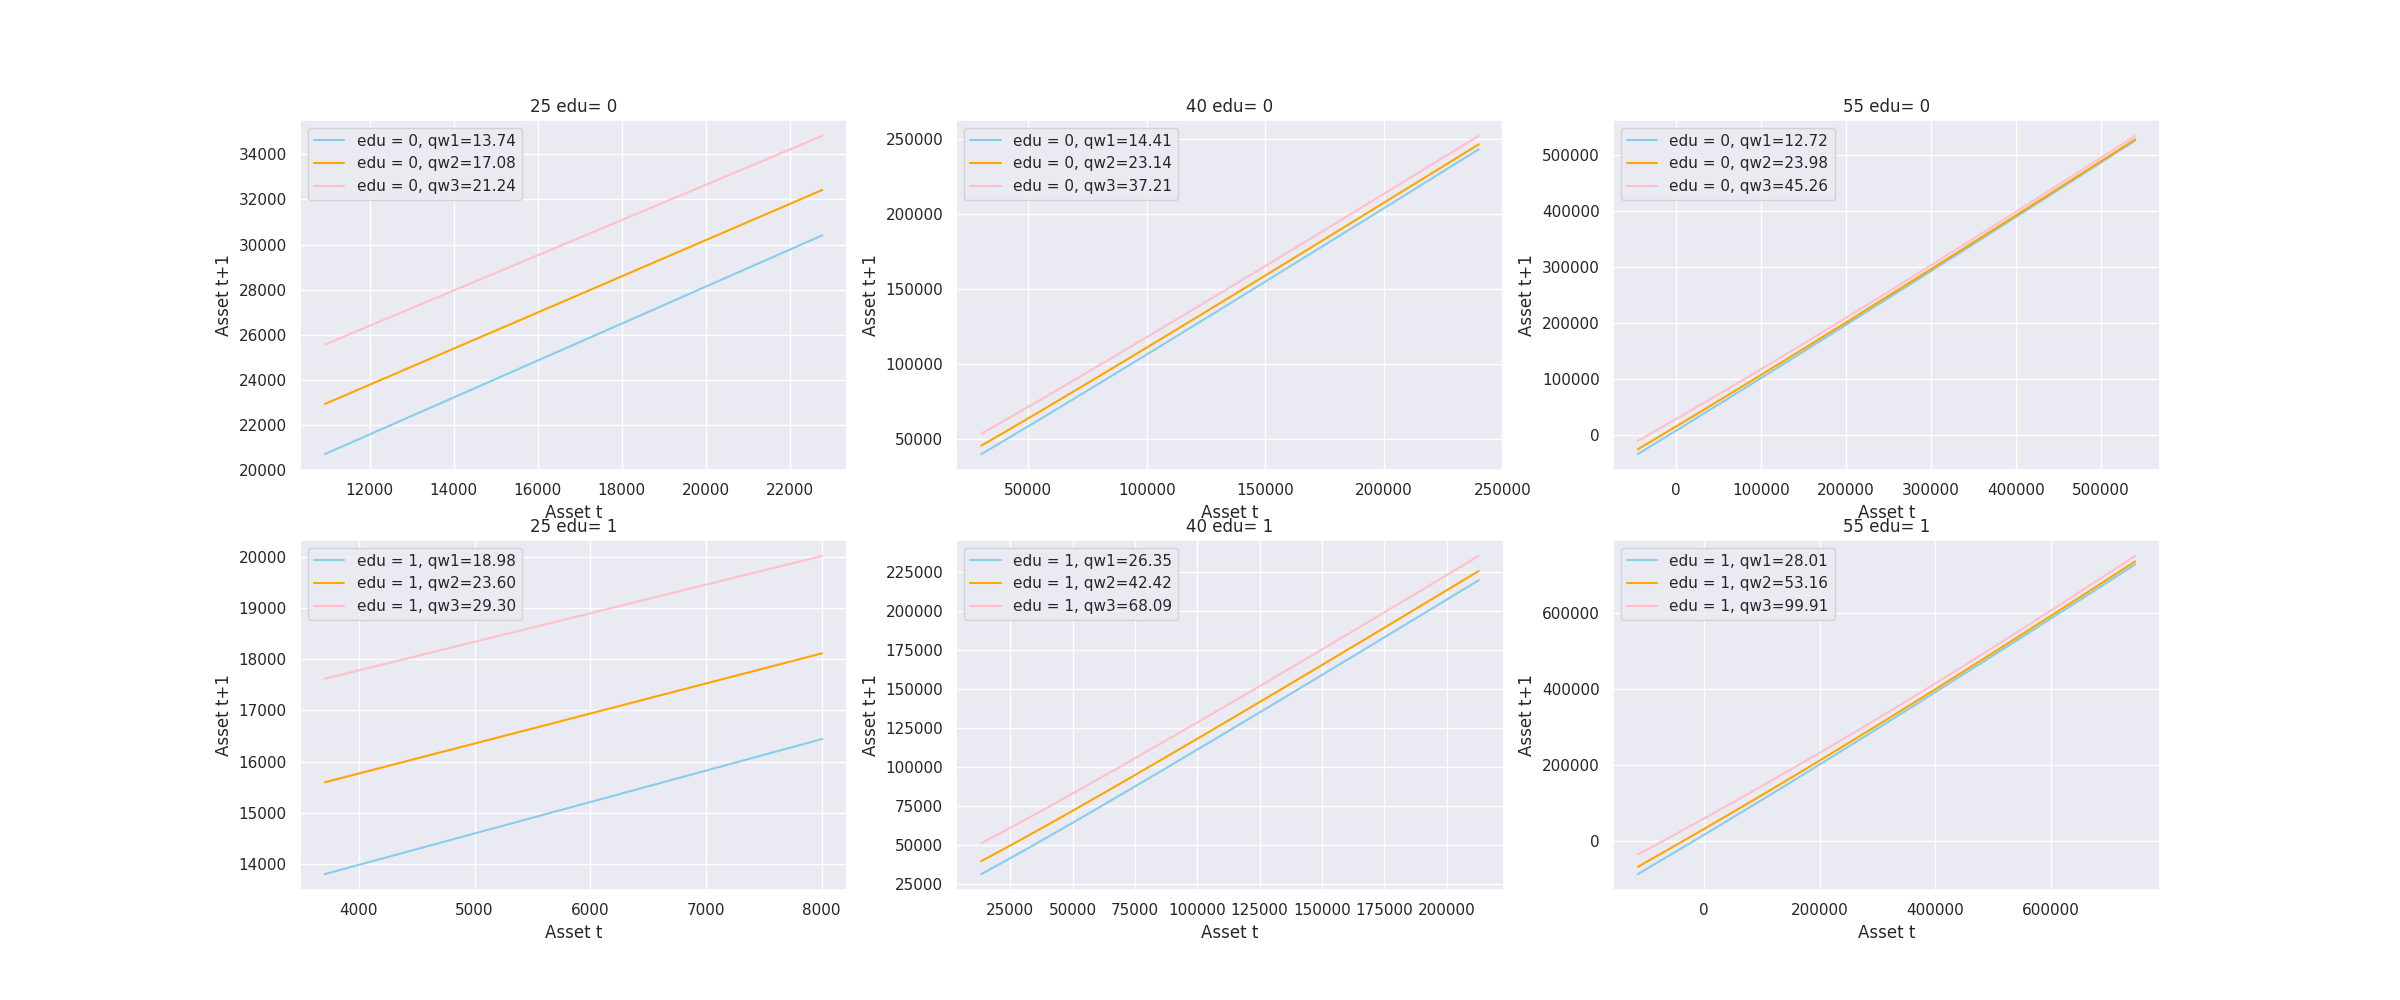 25 edu= 0
edu = 0, qw1=13.74
edu = 0, qw2=17.08
edu = 0, qw3=21.24
Asset t+1
34000
32000
30000
28000
26000
24000
22000
20000
12000 14000 16000 18000 20000 22000
Asset t
40 edu= 0
edu = 0, qw1=14.41
edu = 0, qw2=23.14
edu = 0, qw3=37.21
Asset t+1
250000
200000
150000
100000
50000
50000 100000 150000 200000 250000
Asset t
55 edu= 0
edu = 0, qw1=12.72
edu = 0, qw2=23.98
edu = 0, qw3=45.26
Asset t+1
500000
400000
300000
200000
100000
0
0 100000 200000 300000 400000 500000
Asset t
25 edu= 1
edu = 1, qw1=18.98
edu = 1, qw2=23.60
edu = 1, qw3=29.30
Asset t+1
20000
19000
18000
17000
16000
15000
14000
4000 5000 6000 7000 8000
Asset t
40 edu= 1
edu = 1, qw1=26.35
edu = 1, qw2=42.42
edu = 1, qw3=68.09
Asset t+1
225000
200000
175000
150000
125000
100000
75000
50000
25000
25000 50000 75000 100000 125000 150000 175000 200000
Asset t
55 edu= 1
edu = 1, qw1=28.01
edu = 1, qw2=53.16
edu = 1, qw3=99.91
Asset t+1
600000
400000
200000
0
0 200000 400000 600000
Asset t